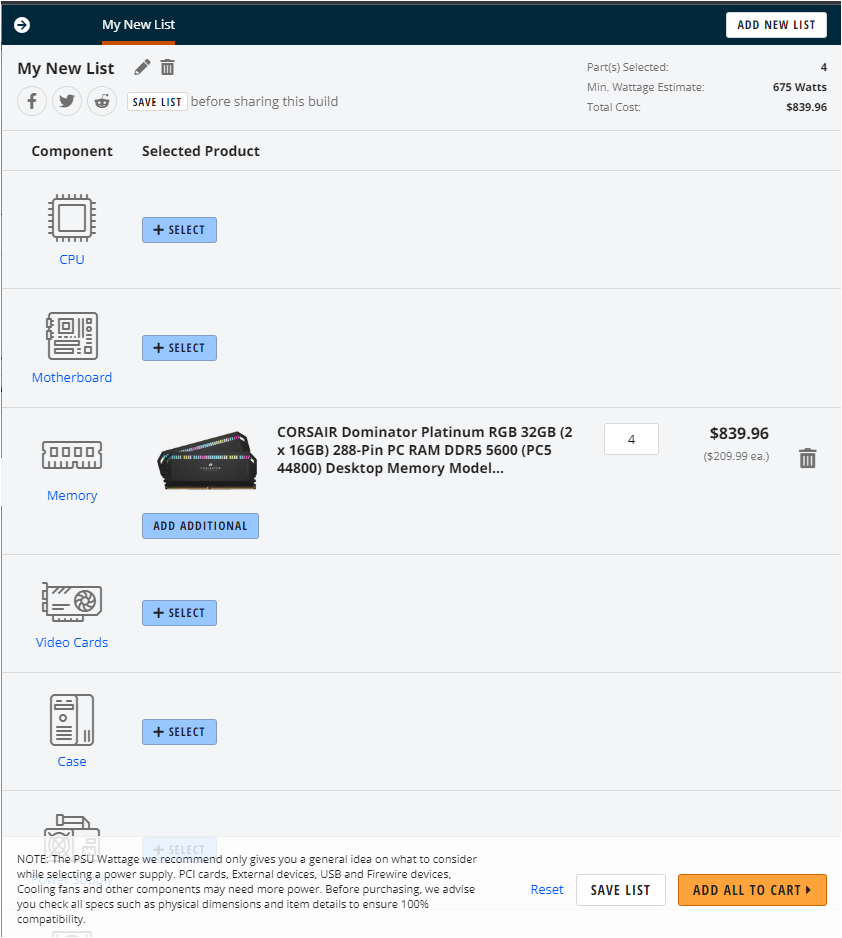 My New List
ADD NEW LIST
My New List
Part(s) Selected: 4
Min. Wattage Estimate: 675 Watts
Total Cost: $839.96
SAVE LIST before sharing this build
Component Selected Product
+ SELECT
CPU
+ SELECT
Motherboard
CORSAIR Dominator Platinum RGB 32GB (2
x 16GB) 288-Pin PC RAM DDR5 5600 (PC5
44800) Desktop Memory Model...
4
$839.96
($209.99 ea.)
Memory
ADD ADDITIONAL
+ SELECT
Video Cards
+ SELECT
Case
+ SELECT
NOTE: The PSU Wattage we recommend only gives you a general idea on what to consider
while selecting a power supply. PCI cards, External devices, USB and Firewire devices,
Cooling fans and other components may need more power. Before purchasing, we advise
you check all specs such as physical dimensions and item details to ensure 100%
compatibility.
Reset
SAVE LIST
ADD ALL TO CART